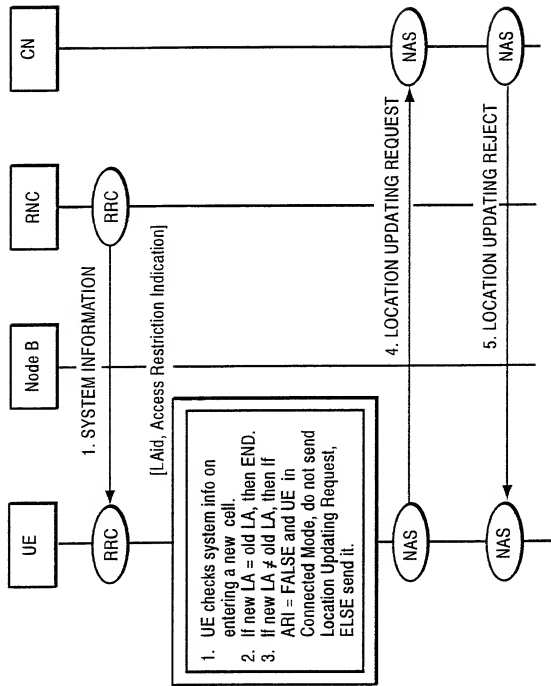 UE
Node B
RNC
CN
RRC
1. SYSTEM INFORMATION
RRC
[LAid, Access Restriction Indication]
1. UE checks system info on
entering a new cell.
2. If new LA = old LA, then END.
3. If new LA ≠ old LA, then If
ARI = FALSE and UE in
Connected Mode, do not send
Location Updating Request,
ELSE send it.
NAS
4. LOCATION UPDATING REQUEST
NAS
NAS
5. LOCATION UPDATING REJECT
NAS